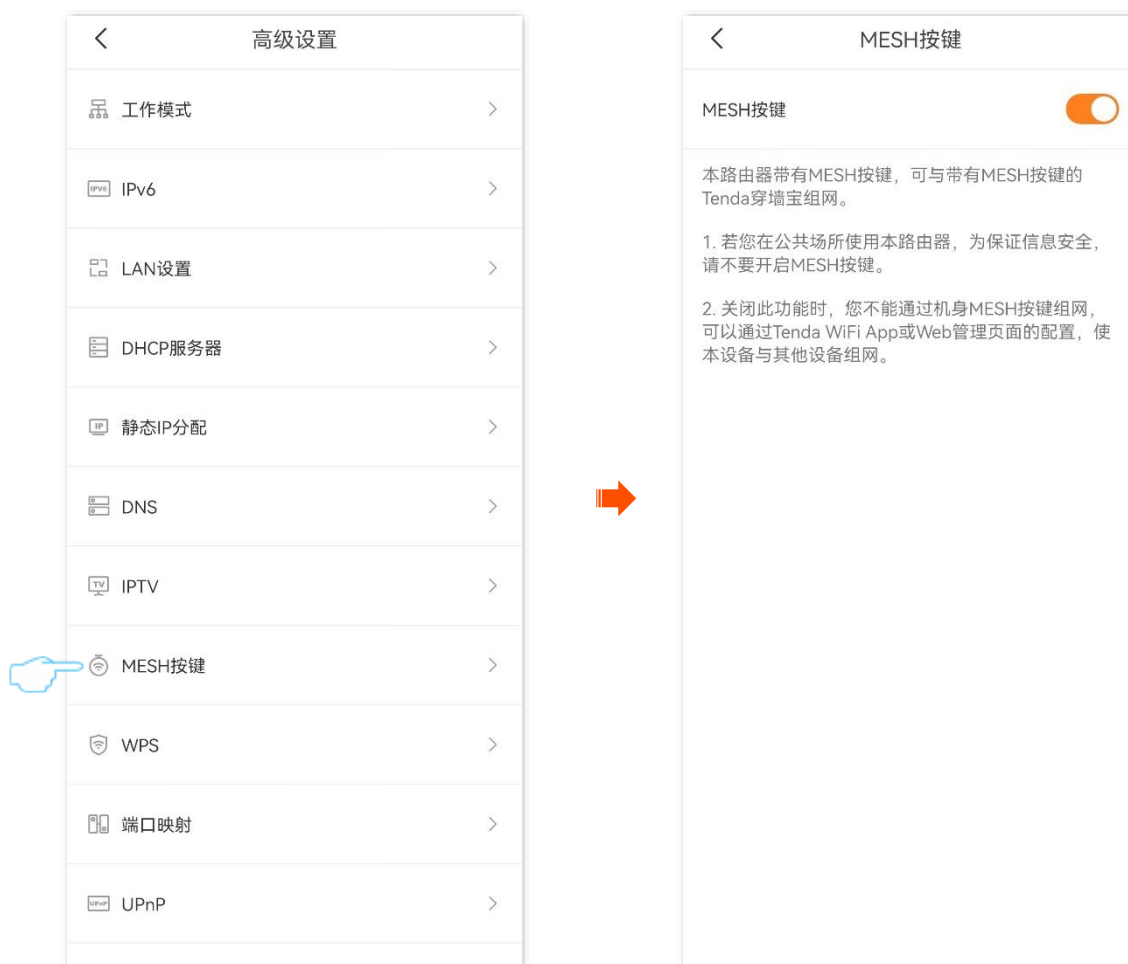 高级设置
工作模式
IPv6
IPv6
LAN设置
DHCP服务器
IP
静态IP分配
DNS
TV
IPTV
MESH按键
WPS
端口映射
UPnP
UPnP
MESH按键
MESH按键
本路由器带有MESH按键，可与带有MESH按键的
Tenda穿墙宝组网。
1. 若您在公共场所使用本路由器，为保证信息安全，
请不要开启MESH按键。
2. 关闭此功能时，您不能通过机身MESH按键组网，
可以通过Tenda WiFi App或Web管理页面的配置，使
本设备与其他设备组网。